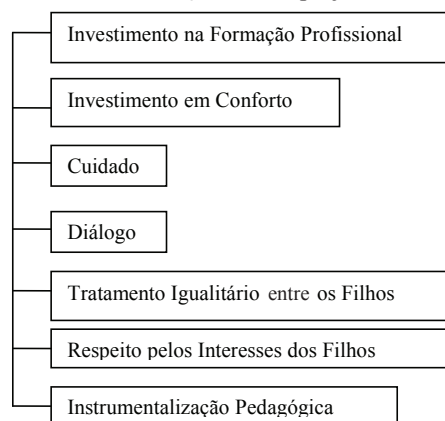 Investimento na Formação Profissional
Investimento em Conforto
Cuidado
Diálogo
Tratamento Igualitário entre os Filhos
Respeito pelos Interesses dos Filhos
Instrumentalização Pedagógica